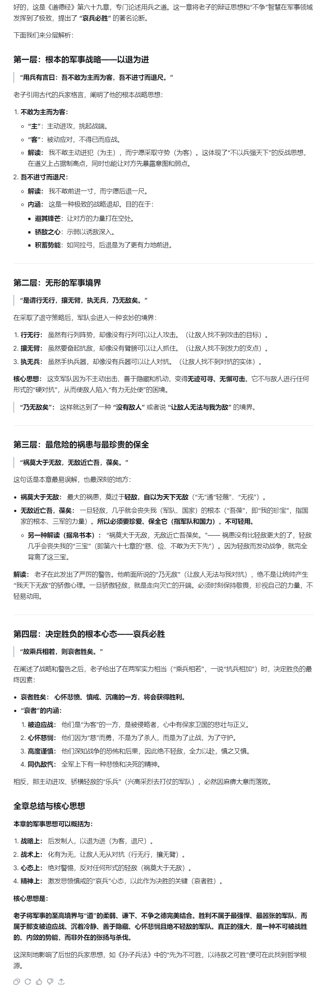 好的，这是《道德经》第六十九章，专门论述用兵之道。这一章将老子的辩证思想和“不争”智慧在军事领域
发挥到了极致，提出了 “哀兵必胜” 的著名论断。
下面我们来分层解析：
第一层：根本的军事战略——以退为进
“用兵有言曰：吾不敢为主而为客，吾不进寸而退尺。”
老子引用古代的兵家格言，阐明了他的根本战略思想：
1. 不敢为主而为客：
“主”：主动进攻，挑起战端。
“客”：被动应对，不得已而应战。
解读： 我不敢主动进犯（为主），而宁愿采取守势（为客）。这体现了“不以兵强天下”的反战思想，
在道义上占据制高点，同时也能让对方先暴露意图和弱点。
2. 吾不进寸而退尺：
解读： 我不敢前进一寸，而宁愿后退一尺。
内涵： 这是一种极致的战略退却。目的在于：
避其锋芒：让对方的力量打在空处。
骄敌之心：示弱以诱敌深入。
积蓄势能：如同拉弓，后退是为了更有力地前进。
第二层：无形的军事境界
“是谓行无行，攘无臂，执无兵，乃无敌矣。”
在采取了退守策略后，军队会进入一种玄妙的境界：
1. 行无行： 虽然有行列阵势，却像没有行列可以让人攻击。（让敌人找不到攻击的目标）。
2. 攘无臂： 虽然要奋起抗敌，却像没有臂膀可以让人抓住。（让敌人找不到发力的支点）。
3. 执无兵： 虽然手执兵器，却像没有兵器可以让人对抗。（让敌人找不到对抗的实体）。
核心思想： 这支军队因为不主动出击、善于隐藏和机动，变得无迹可寻、无懈可击。它不与敌人进行任何
形式的“硬对抗”，从而使敌人陷入“有力无处使”的困境。
“乃无敌矣”： 这样就达到了一种 “没有敌人” 或者说 “让敌人无法与我为敌” 的境界。
第三层：最危险的祸患与最珍贵的保全
“祸莫大于无敌，无敌近亡吾，葆矣。”
这句话是本章最易误解，也最深刻的地方：
祸莫大于无敌： 最大的祸患，莫过于轻敌，自以为天下无敌（“无”通“轻蔑”、“无视”）。
无敌近亡吾，葆矣： 一旦轻敌，几乎就会丧失我（军队、国家）的根本（“吾葆”，即“我的珍宝”，指国
家的根本、三军的力量）。所以必须要珍爱、保全它（指军队和国力），不可轻用。
另一种解读（据帛书本）： “祸莫大于无敌，无敌近亡吾葆矣。”—— 祸患没有比轻敌更大的了，轻敌
几乎会丧失我的“三宝”（即第六十七章的“慈、俭、不敢为天下先”）。因为轻敌而发动战争，就完全
背离了这三宝。
解读： 老子在此发出了严厉的警告。他前面所说的“乃无敌”（让敌人无法与我对抗），绝不是让统帅产生
“我天下无敌”的骄傲心理。一旦骄傲轻敌，就是走向灭亡的开端。必须时刻保持敬畏，珍视自己的力量，不
轻易动用。
第四层：决定胜负的根本心态——哀兵必胜
“故乘兵相若，则哀者胜矣。”
在阐述了战略和警告之后，老子给出了在两军实力相当（“乘兵相若”，一说“抗兵相加”）时，决定胜负的最
终因素：
哀者胜矣： 心怀悲愤、慎戒、沉痛的一方，将会获得胜利。
“哀者”的内涵：
1. 被迫应战： 他们是“为客”的一方，是被侵略者，心中有保家卫国的悲壮与正义。
2. 心怀慈悯： 他们因为“慈”而勇，不是为了杀人，而是为了止战，为了守护。
3. 高度谨慎： 他们深知战争的恐怖和后果，因此绝不轻敌，全力以赴，慎之又慎。
4. 同仇敌忾： 全军上下有一种悲愤和决死的精神。
相反，那主动进攻、骄横轻敌的“乐兵”（兴高采烈去打仗的军队），必然因麻痹大意而落败。
全章总结与核心思想
本章的军事思想可以概括为：
1. 战略上： 后发制人，以退为进（为客，退尺）。
2. 战术上： 化有为无，让敌人无从对抗（行无行，攘无臂）。
3. 心态上： 绝对警惕，反对任何形式的轻敌（祸莫大于无敌）。
4. 精神上： 激发悲愤慎戒的“哀兵”心态，以此作为决胜的关键（哀者胜）。
核心思想是：
老子将军事的至高境界与“道”的柔弱、谦下、不争之德完美结合。胜利不属于最强悍、最嚣张的军队，而
属于那支被迫应战、沉着冷静、善于隐藏、心怀悲悯且绝不轻敌的军队。真正的强大，是一种不可被战胜
的、内敛的势能，而非外在的张扬与杀伐。
这深刻地影响了后世的兵家思想，如《孙子兵法》中的“先为不可胜，以待敌之可胜”便可在此找到哲学根
源。